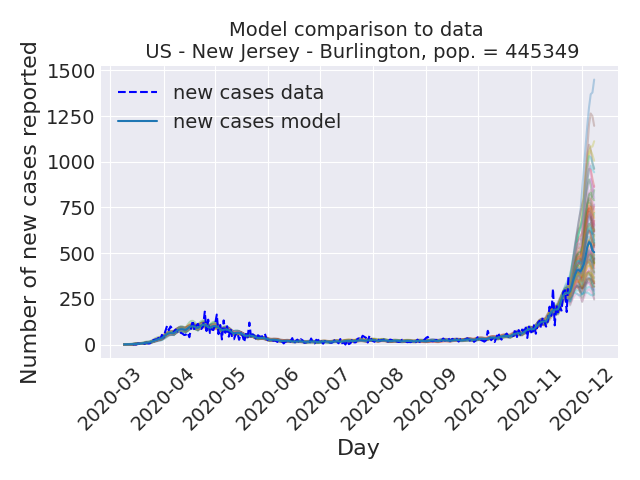 Model comparison to data
US - New Jersey - Burlington, pop. = 445349
Number of new cases reported
1500
1250
1000
750
500
250
0
new cases data
new cases model
2020-03
2020-04
2020-05
2020-06
2020-07
2020-08
2020-09
2020-10
2020-11
2020-12
Day